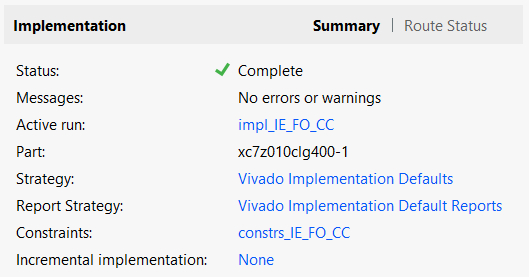 Implementation Summary | Route Status
Status: Complete
Messages: No errors or warnings
Active run: impl_IE_FO_CC
Part: xc7z010clg400-1
Strategy: Vivado Implementation Defaults
Report Strategy: Vivado Implementation Default Reports
Constraints: constrs_IE_FO_CC
Incremental implementation: None